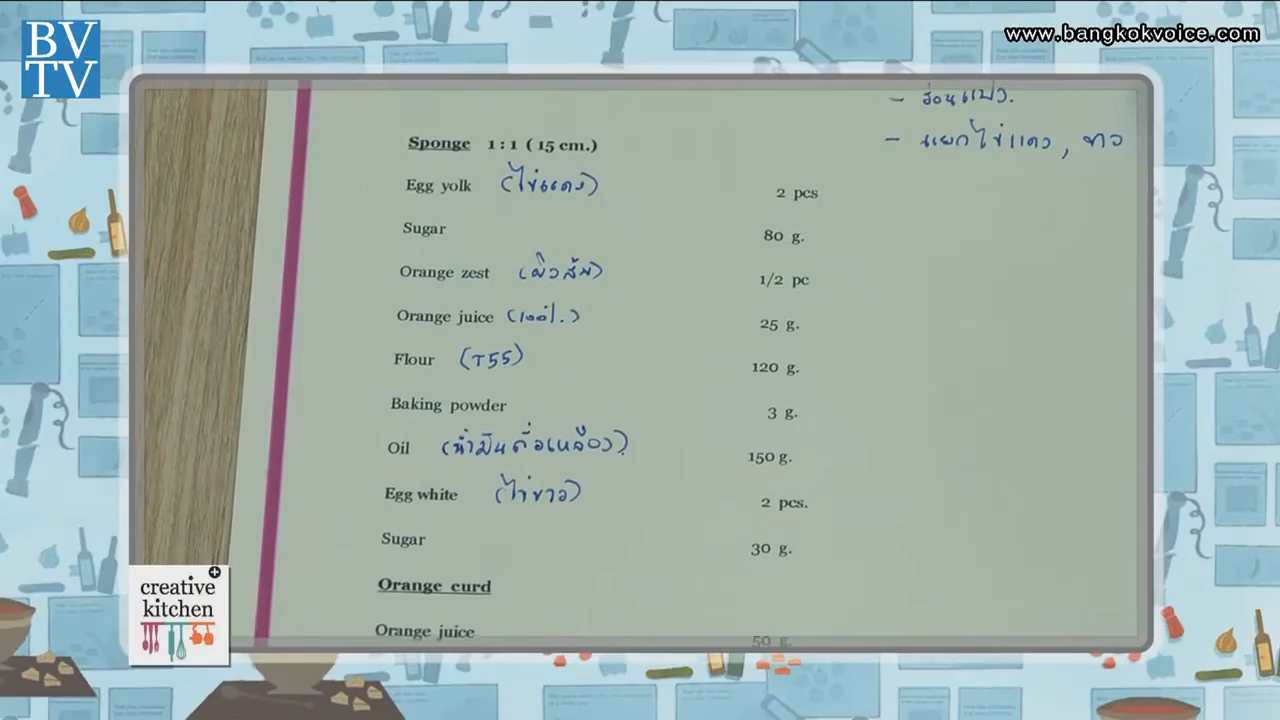 BV
TV
www.bangkokvoice.com
- ร่อนแป้ง.
- แยกไข่แดง, ขาว
Sponge 1 : 1 ( 15 cm.)
Egg yolk (ไข่แดง) 2 pcs
Sugar 80 g.
Orange zest (ผิวส้ม) 1/2 pc
Orange juice (100%.) 25 g.
Flour (T55) 120 g.
Baking powder 3 g.
Oil (น้ำมันถั่วเหลือง) 150 g.
Egg white (ไข่ขาว) 2 pcs.
Sugar 30 g.
Orange curd
Orange juice 50 g.
creative
kitchen